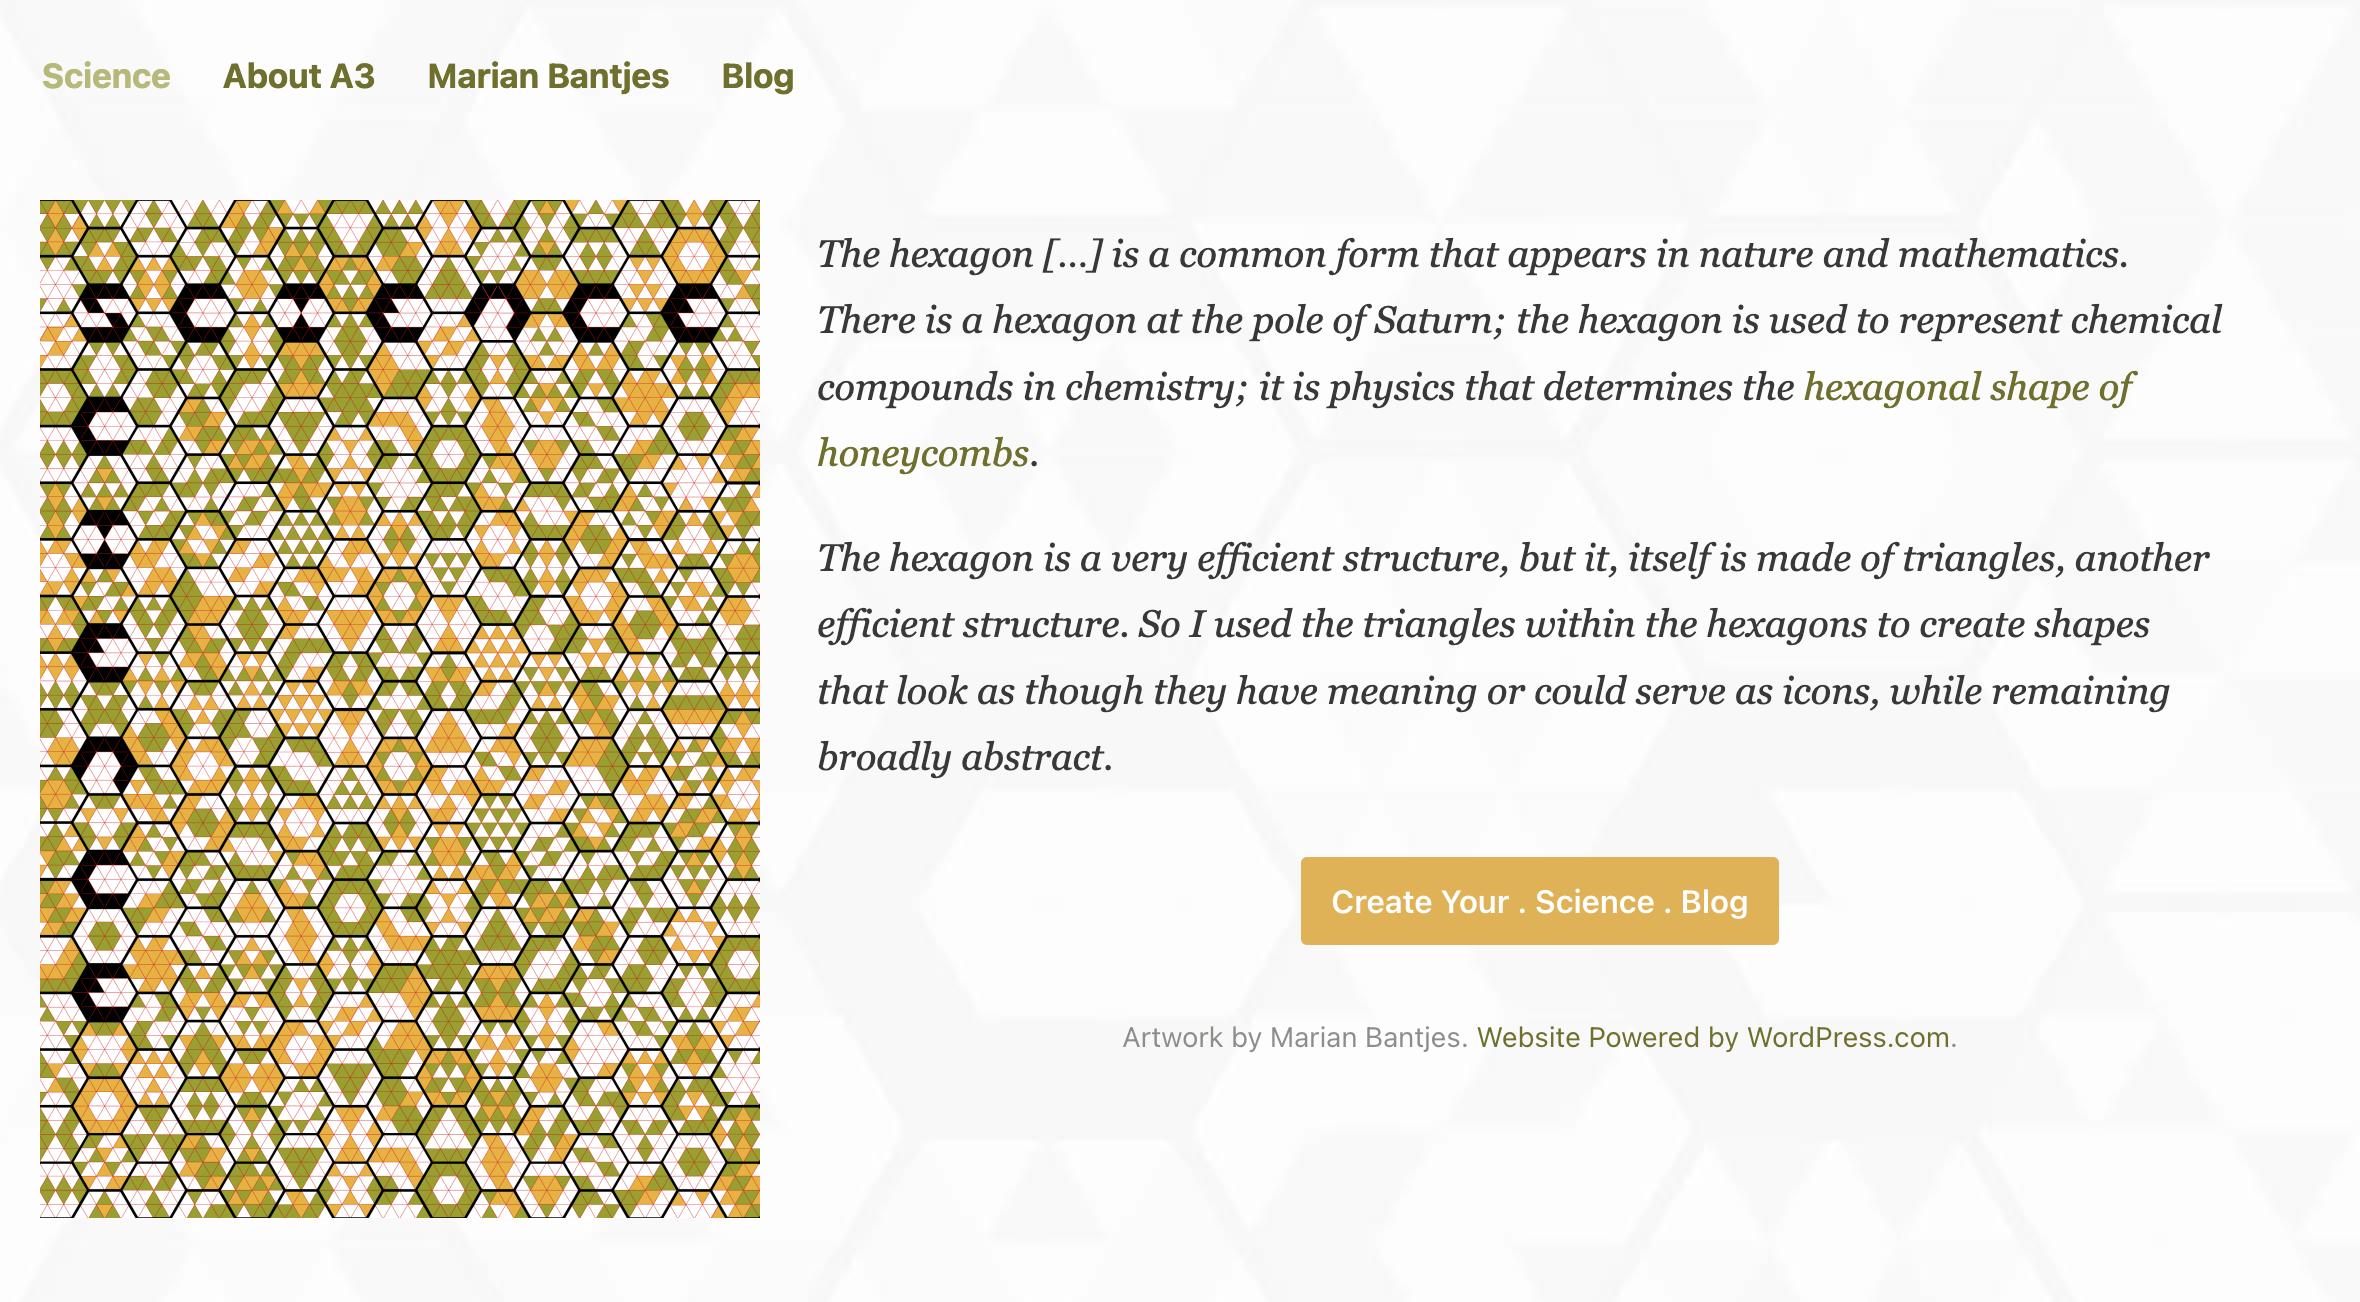 Science About A3 Marian Bantjes Blog
SCIENCE
CIENCE
The hexagon [...] is a common form that appears in nature and mathematics.
There is a hexagon at the pole of Saturn; the hexagon is used to represent chemical
compounds in chemistry; it is physics that determines the hexagonal shape of
honeycombs.
The hexagon is a very efficient structure, but it, itself is made of triangles, another
efficient structure. So I used the triangles within the hexagons to create shapes
that look as though they have meaning or could serve as icons, while remaining
broadly abstract.
Create Your . Science . Blog
Artwork by Marian Bantjes. Website Powered by WordPress.com.